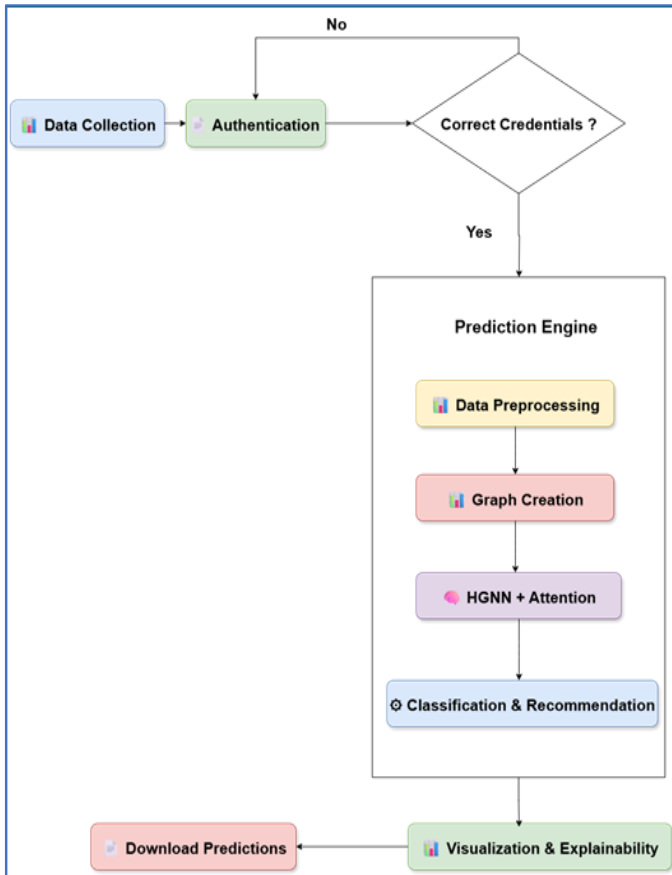 No
Data Collection
Authentication
Correct Credentials ?
Yes
Prediction Engine
Data Preprocessing
Graph Creation
HGNN + Attention
Classification & Recommendation
Download Predictions
Visualization & Explainability